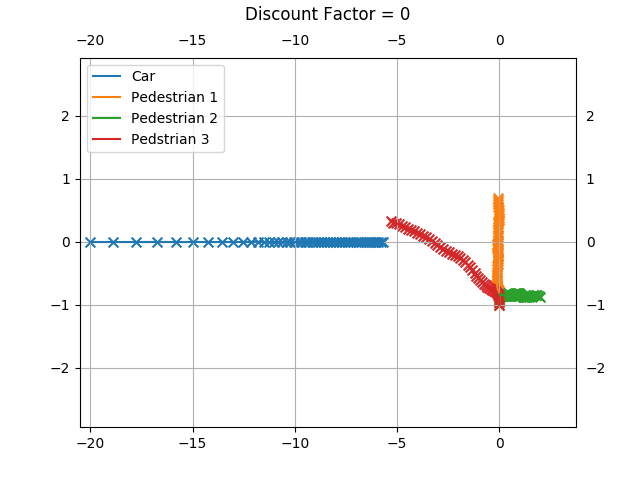 Discount Factor = 0
−20 −15 −10 −5 0
Car
Pedestrian 1
Pedestrian 2
Pedstrian 3
2 2
1 1
0 0
−1 −1
−2 −2
−20 −15 −10 −5 0